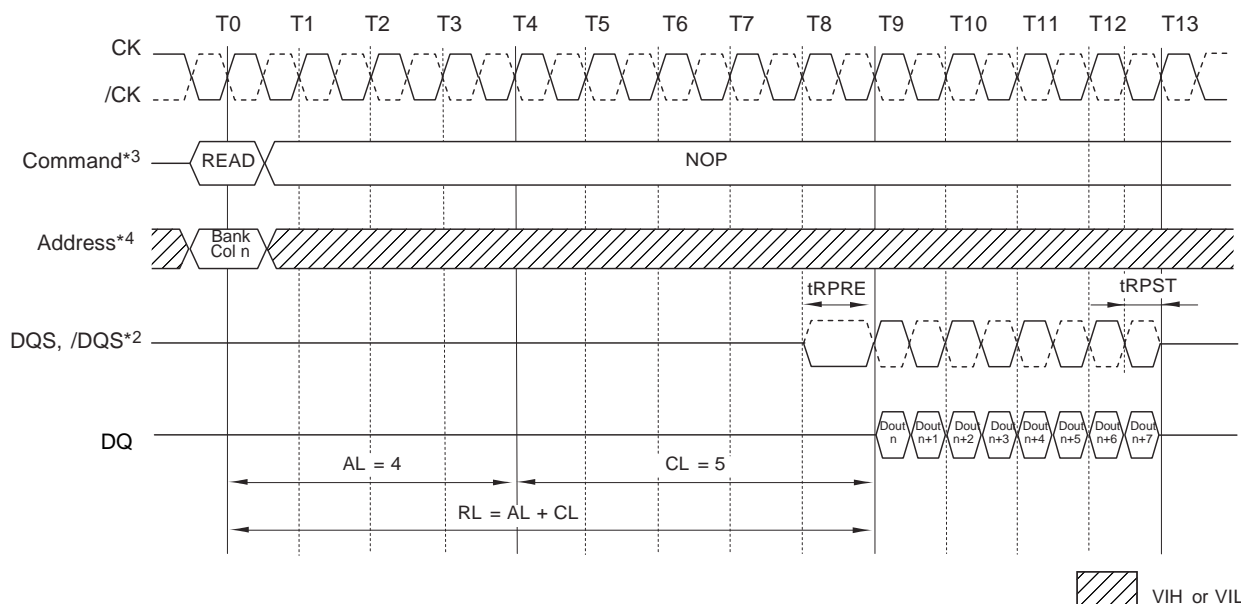 T0 T1 T2 T3 T4 T5 T6 T7 T8 T9 T10 T11 T12 T13
CK
/CK
Command*3 READ NOP
Address*4 Bank
Col n
tRPRE tRPST
DQS, /DQS*2
DQ Dout n Dout n+1 Dout n+2 Dout n+3 Dout n+4 Dout n+5 Dout n+6 Dout n+7
AL = 4 CL = 5
RL = AL + CL
VIH or VIL